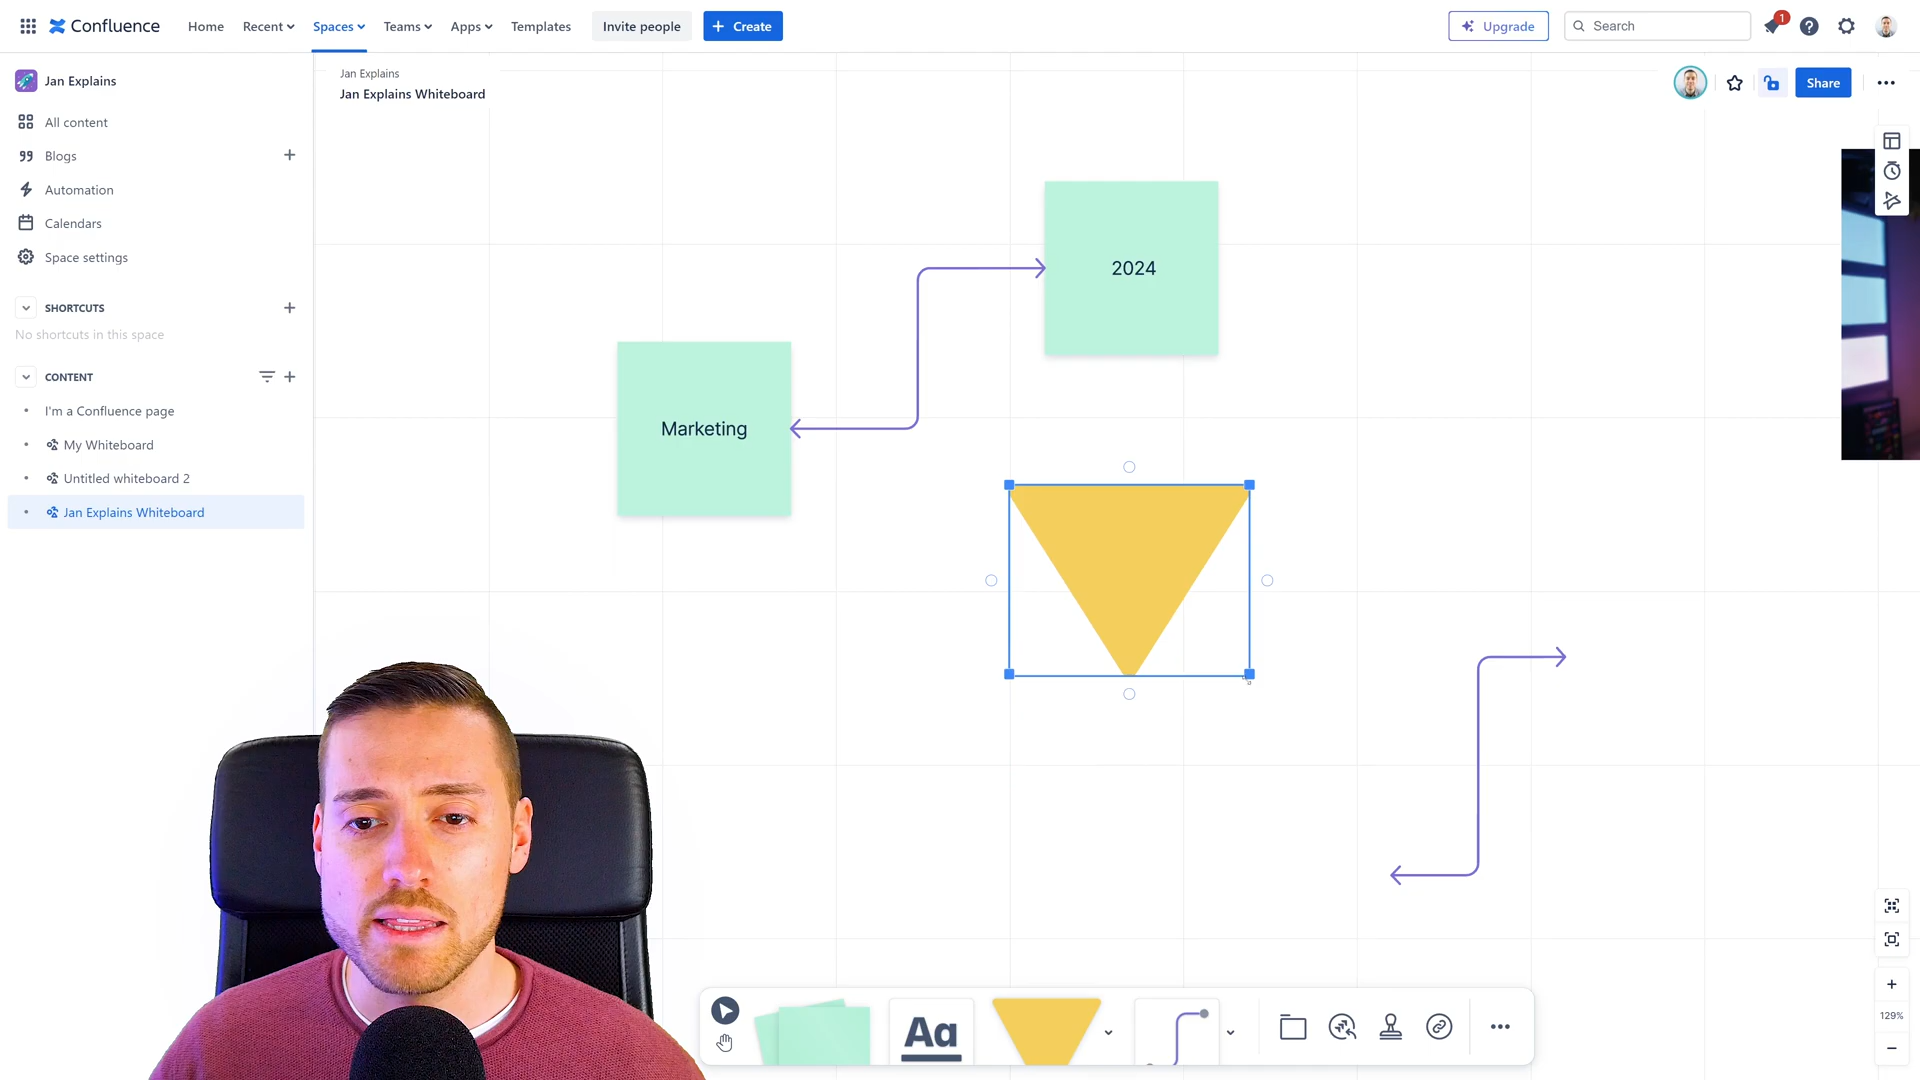 Confluence
Home
Recent
Spaces
Teams
Apps
Templates
Invite people
Create
Upgrade
Search
1
Jan Explains
All content
Blogs
Automation
Calendars
Space settings
SHORTCUTS
No shortcuts in this space
CONTENT
I'm a Confluence page
My Whiteboard
Untitled whiteboard 2
Jan Explains Whiteboard
Jan Explains
Jan Explains Whiteboard
Share
2024
Marketing
Aa
129%